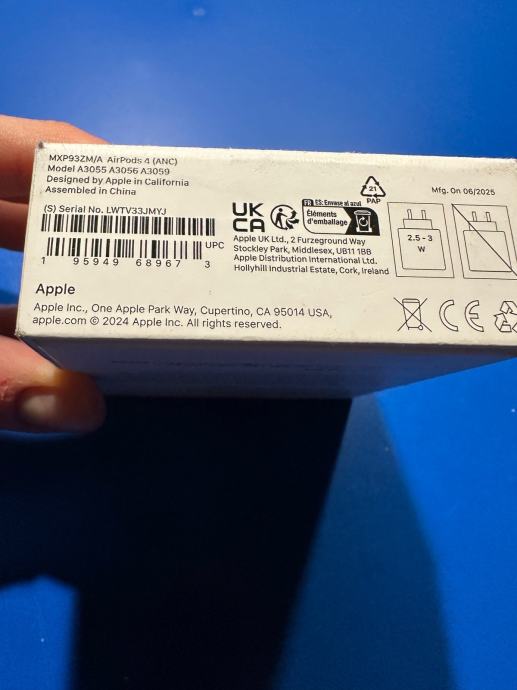 MXP93ZM/A AirPods 4 (ANC)
Model A3055 A3056 A3059
Designed by Apple in California
Assembled in China
(S) Serial No. LWTV33JMYJ
UPC
1 95949 68967 3
UK
CA
FR ES: Envase al azul
Éléments
d'emballage
Apple UK Ltd., 2 Furzeground Way
Stockley Park, Middlesex, UB11 1BB
Apple Distribution International Ltd.
Hollyhill Industrial Estate, Cork, Ireland
21
PAP
Mfg. On 06/2025
2.5 - 3
W
Apple
Apple Inc., One Apple Park Way, Cupertino, CA 95014 USA,
apple.com © 2024 Apple Inc. All rights reserved.
CE